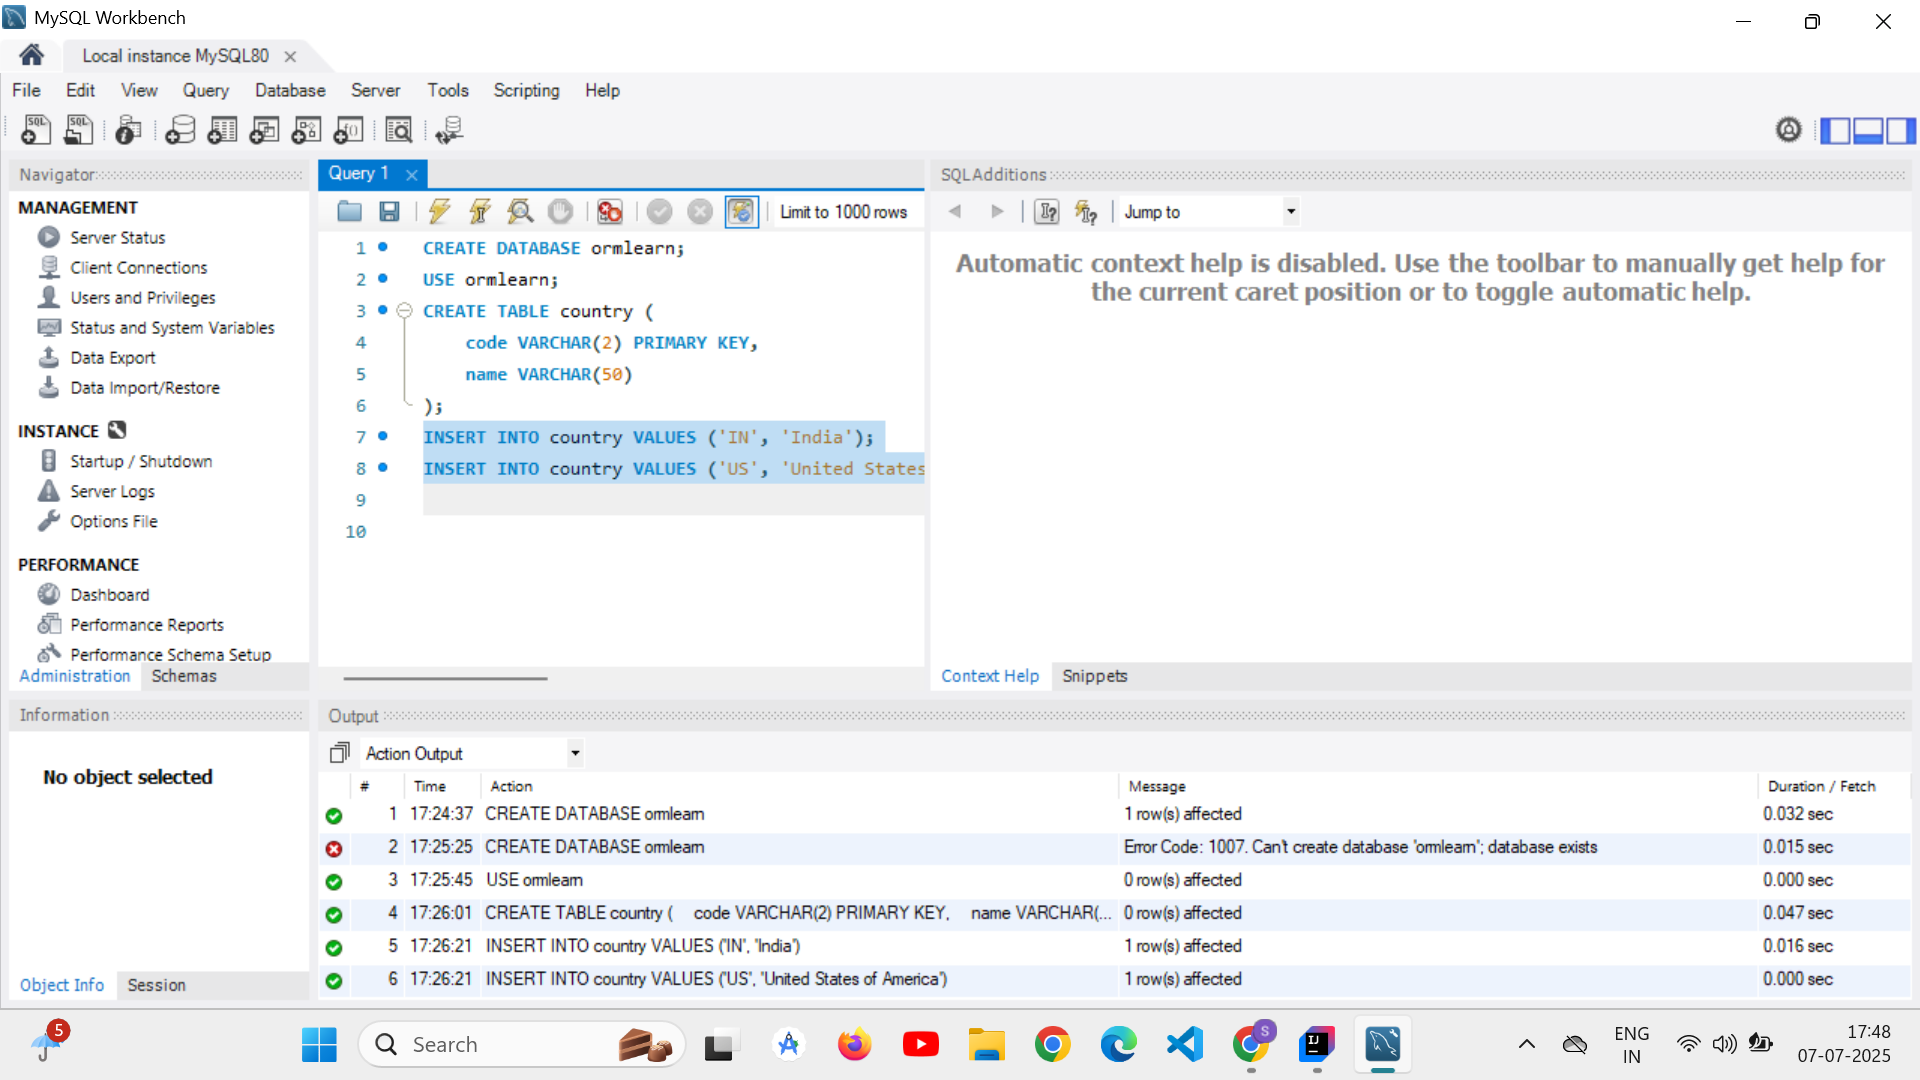 MySQL Workbench
Local instance MySQL80
File Edit View Query Database Server Tools Scripting Help
Navigator
MANAGEMENT
Server Status
Client Connections
Users and Privileges
Status and System Variables
Data Export
Data Import/Restore
INSTANCE
Startup / Shutdown
Server Logs
Options File
PERFORMANCE
Dashboard
Performance Reports
Performance Schema Setup
Administration Schemas
Query 1
Limit to 1000 rows
1 CREATE DATABASE ormlearn;
2 USE ormlearn;
3 CREATE TABLE country (
4 code VARCHAR(2) PRIMARY KEY,
5 name VARCHAR(50)
6 );
7 INSERT INTO country VALUES ('IN', 'India');
8 INSERT INTO country VALUES ('US', 'United States
9
10
SQLAdditions
Jump to
Automatic context help is disabled. Use the toolbar to manually get help for
the current caret position or to toggle automatic help.
Context Help Snippets
Information
No object selected
Object Info Session
Output
Action Output
# Time Action Message Duration / Fetch
1 17:24:37 CREATE DATABASE ormlearn 1 row(s) affected 0.032 sec
2 17:25:25 CREATE DATABASE ormlearn Error Code: 1007. Can't create database 'ormlearn'; database exists 0.015 sec
3 17:25:45 USE ormlearn 0 row(s) affected 0.000 sec
4 17:26:01 CREATE TABLE country ( code VARCHAR(2) PRIMARY KEY, name VARCHAR(... 0 row(s) affected 0.047 sec
5 17:26:21 INSERT INTO country VALUES ('IN', 'India') 1 row(s) affected 0.016 sec
6 17:26:21 INSERT INTO country VALUES ('US', 'United States of America') 1 row(s) affected 0.000 sec
5
Search
S
IJ
ENG
IN
17:48
07-07-2025